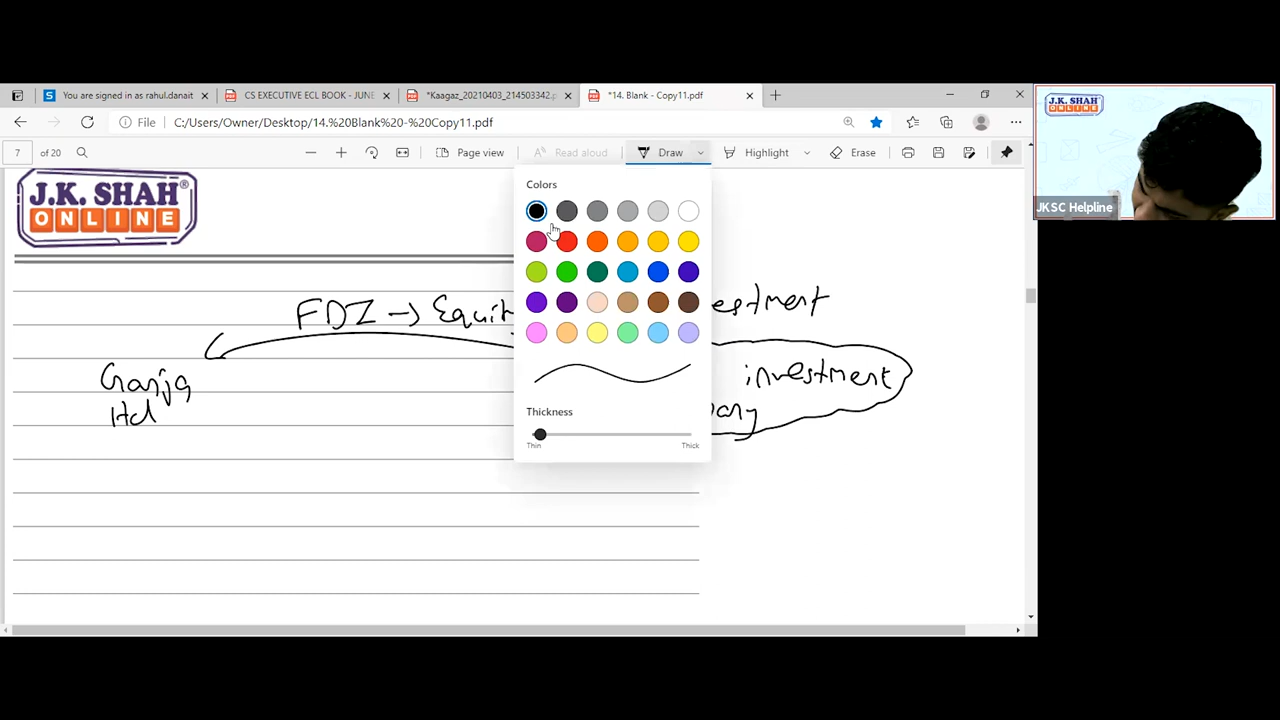 You are signed in as rahul.danait
CS EXECUTIVE ECL BOOK - JUNE
*Kaagaz_20210403_214503342.p
*14. Blank - Copy11.pdf
File C:/Users/Owner/Desktop/14.%20Blank%20-%20Copy11.pdf
7 of 20
Page view
Read aloud
Draw
Highlight
Erase
J.K. SHAH
ONLINE
J.K. SHAH
ONLINE
JKSC Helpline
Colors
Thickness
Thin
Thick
FDI → Equit
estment
Ganja
investment
any